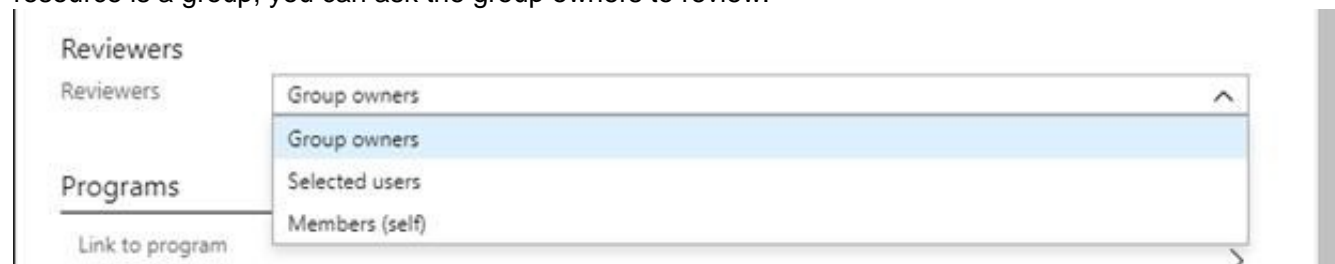 resource is a group, you can ask the group owners to review.
Reviewers
Reviewers
Group owners
Group owners
Selected users
Members (self)
Programs
Link to program